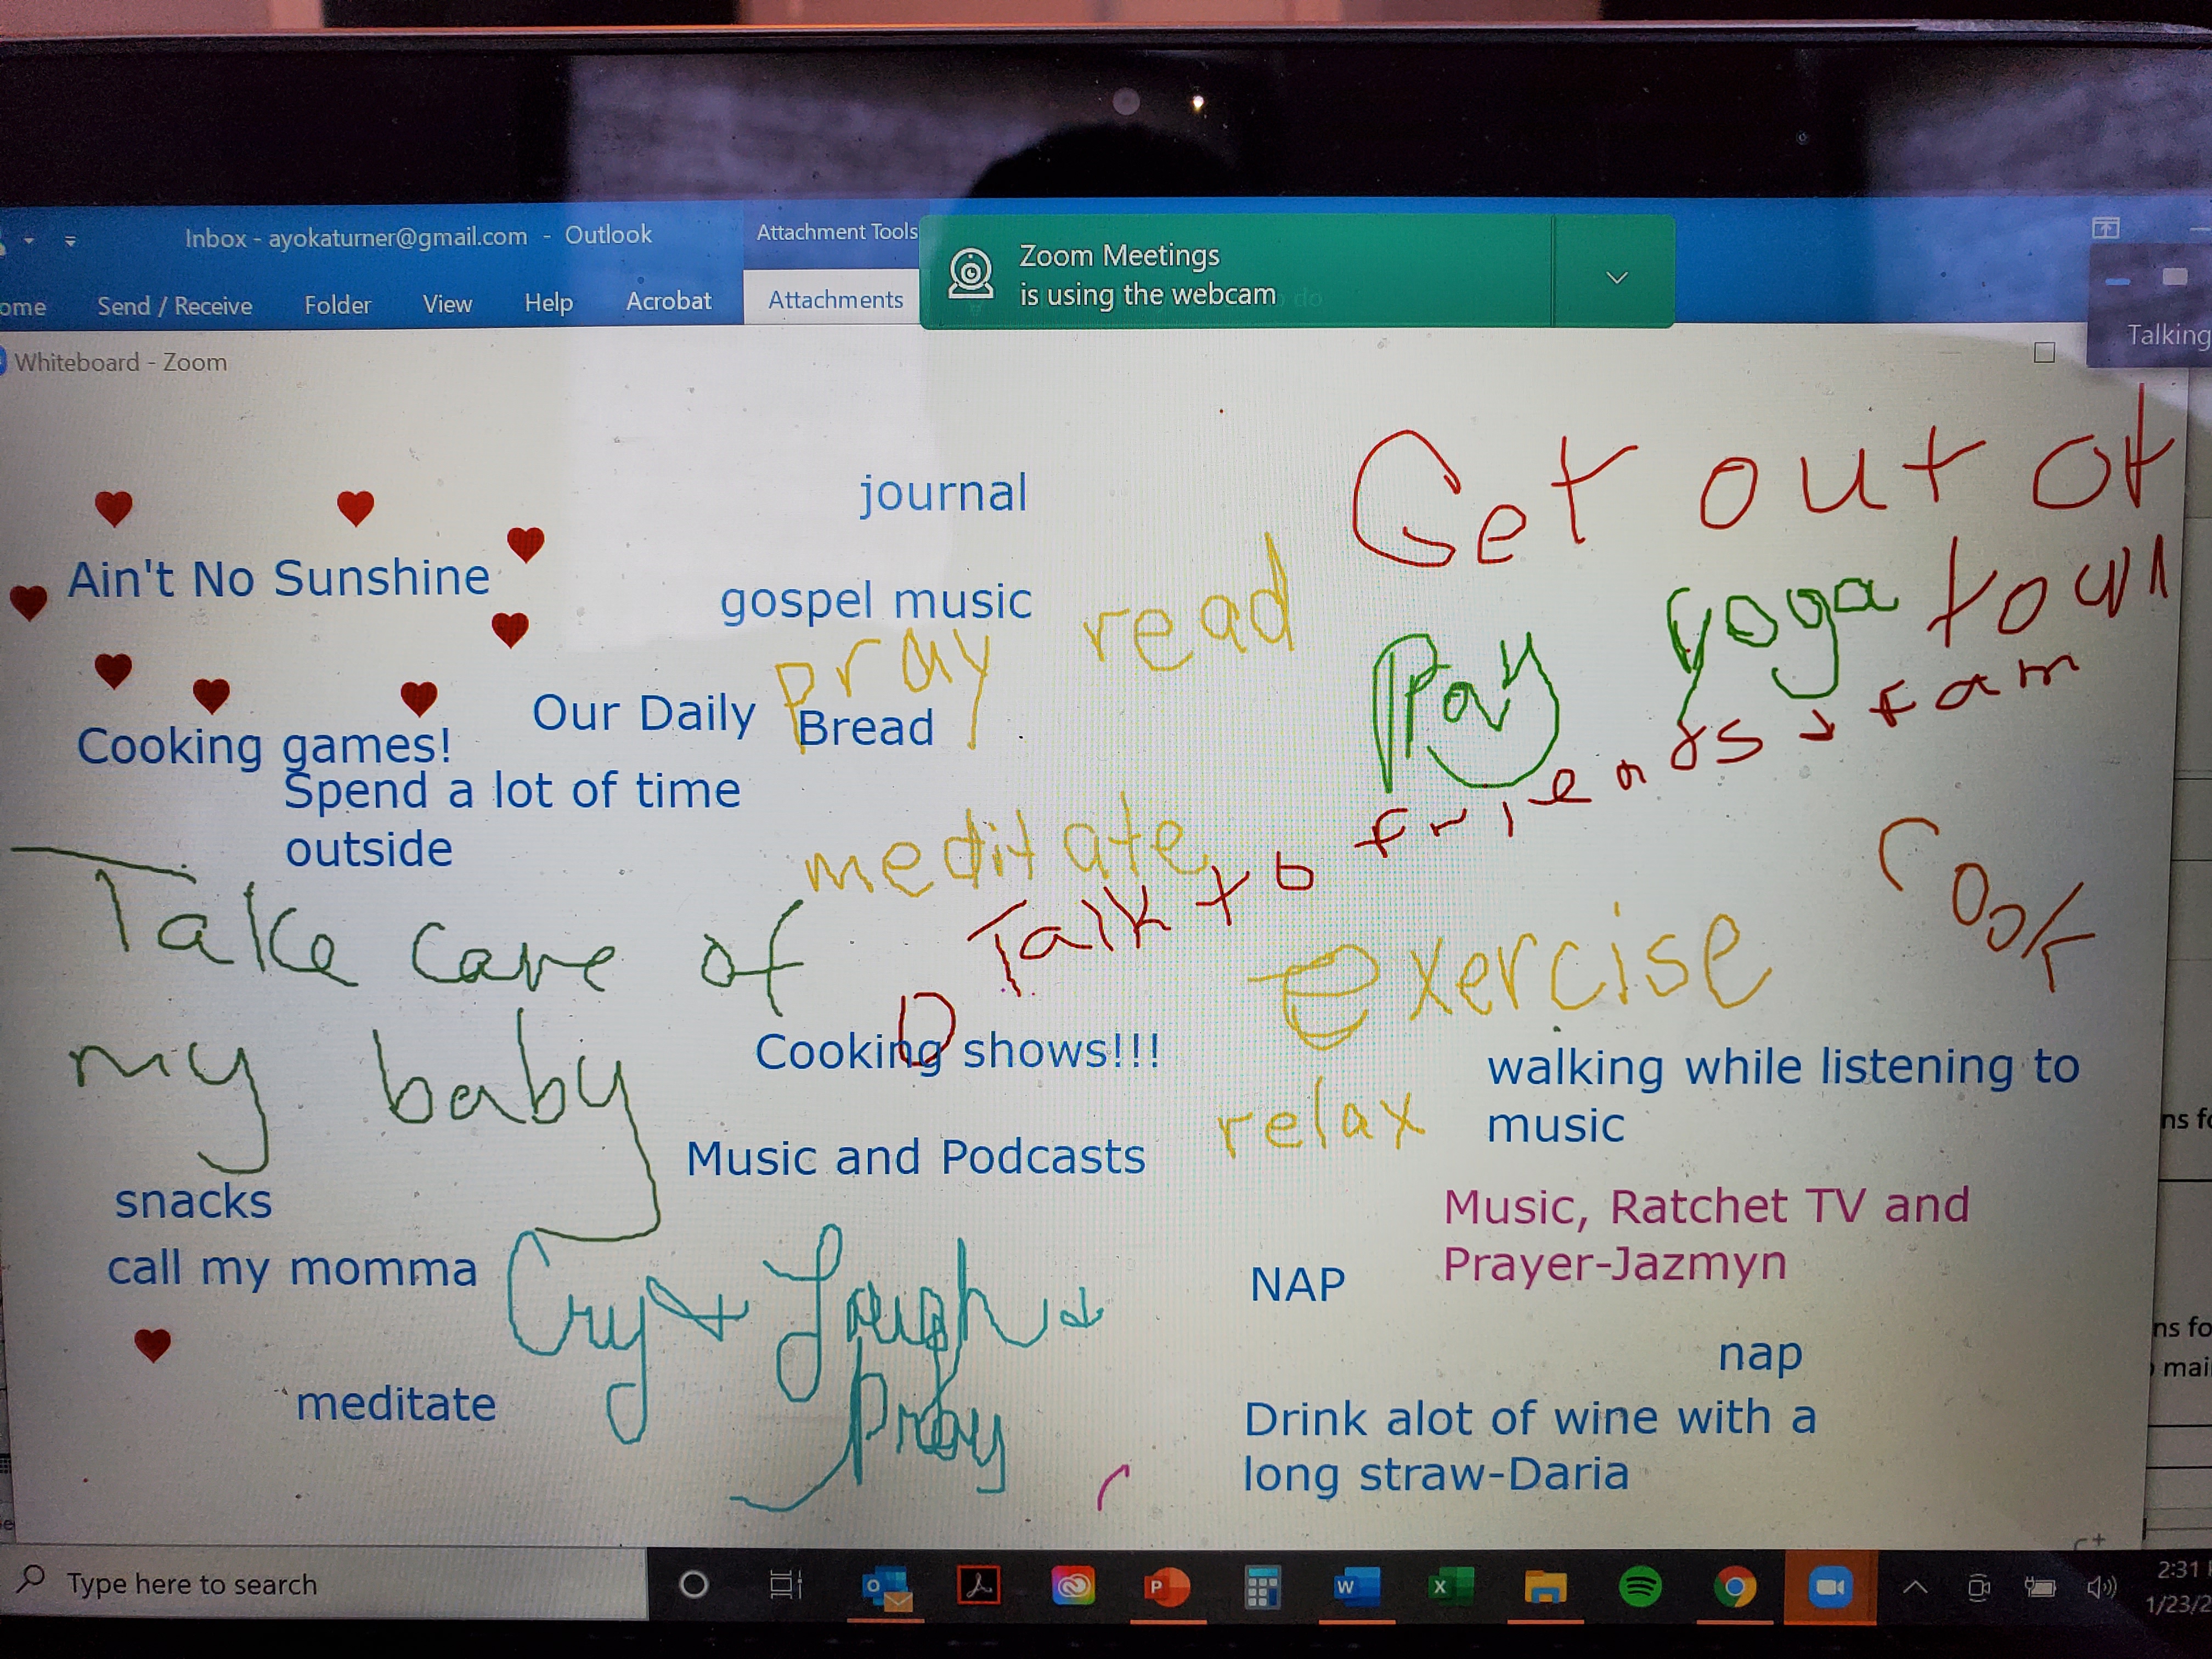 Inbox - ayokaturner@gmail.com - Outlook
Attachment Tools
Zoom Meetings
is using the webcam
ome Send / Receive Folder View Help Acrobat Attachments
Talking
Whiteboard - Zoom
Get out of
town
journal
Ain't No Sunshine
gospel music
pray read
yoga
Pray
Our Daily Bread
Cooking games!
Spend a lot of time
outside
meditate
Talk to friends + fam
Cook
Take care of
my baby
exercise
Cooking shows!!!
walking while listening to
music
relax
Music and Podcasts
snacks
call my momma
Music, Ratchet TV and
Prayer-Jazmyn
Cry + Laugh +
pray
NAP
nap
meditate
Drink alot of wine with a
long straw-Daria
ns fo
ns fo
mai
Type here to search
2:31
1/23/2